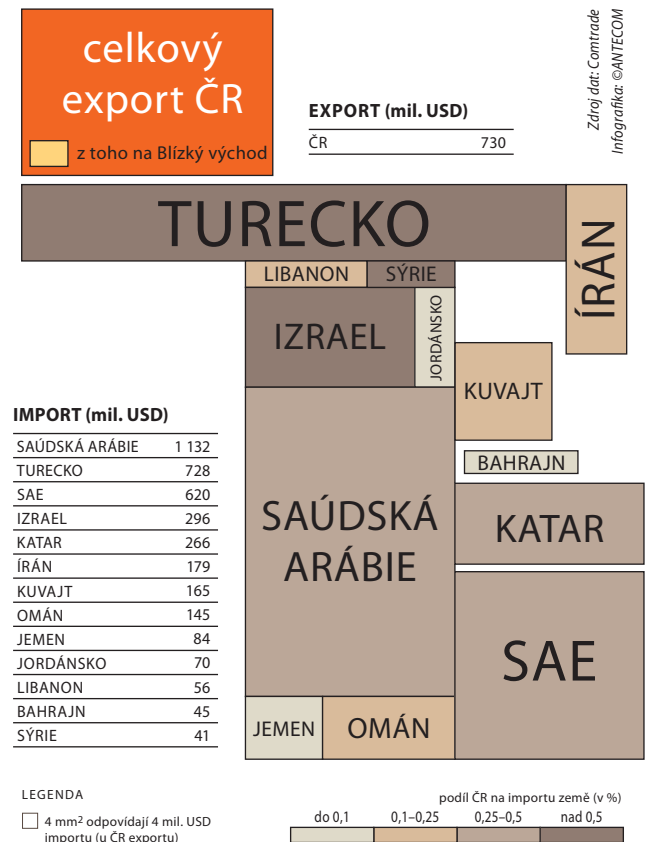 celkový
export ČR
z toho na Blízký východ
Zdroj dat: Comtrade
Infografika: ©ANTECOM
EXPORT (mil. USD)
ČR 730
TURECKO
ÍRÁN
LIBANON
SÝRIE
IZRAEL
JORDÁNSKO
KUVAJT
BAHRAJN
SAÚDSKÁ
ARÁBIE
KATAR
SAE
JEMEN
OMÁN
IMPORT (mil. USD)
SAÚDSKÁ ARÁBIE 1 132
TURECKO 728
SAE 620
IZRAEL 296
KATAR 266
ÍRÁN 179
KUVAJT 165
OMÁN 145
JEMEN 84
JORDÁNSKO 70
LIBANON 56
BAHRAJN 45
SÝRIE 41
LEGENDA
4 mm² odpovídají 4 mil. USD
importu (u ČR exportu)
podíl ČR na importu země (v %)
do 0,1 0,1–0,25 0,25–0,5 nad 0,5